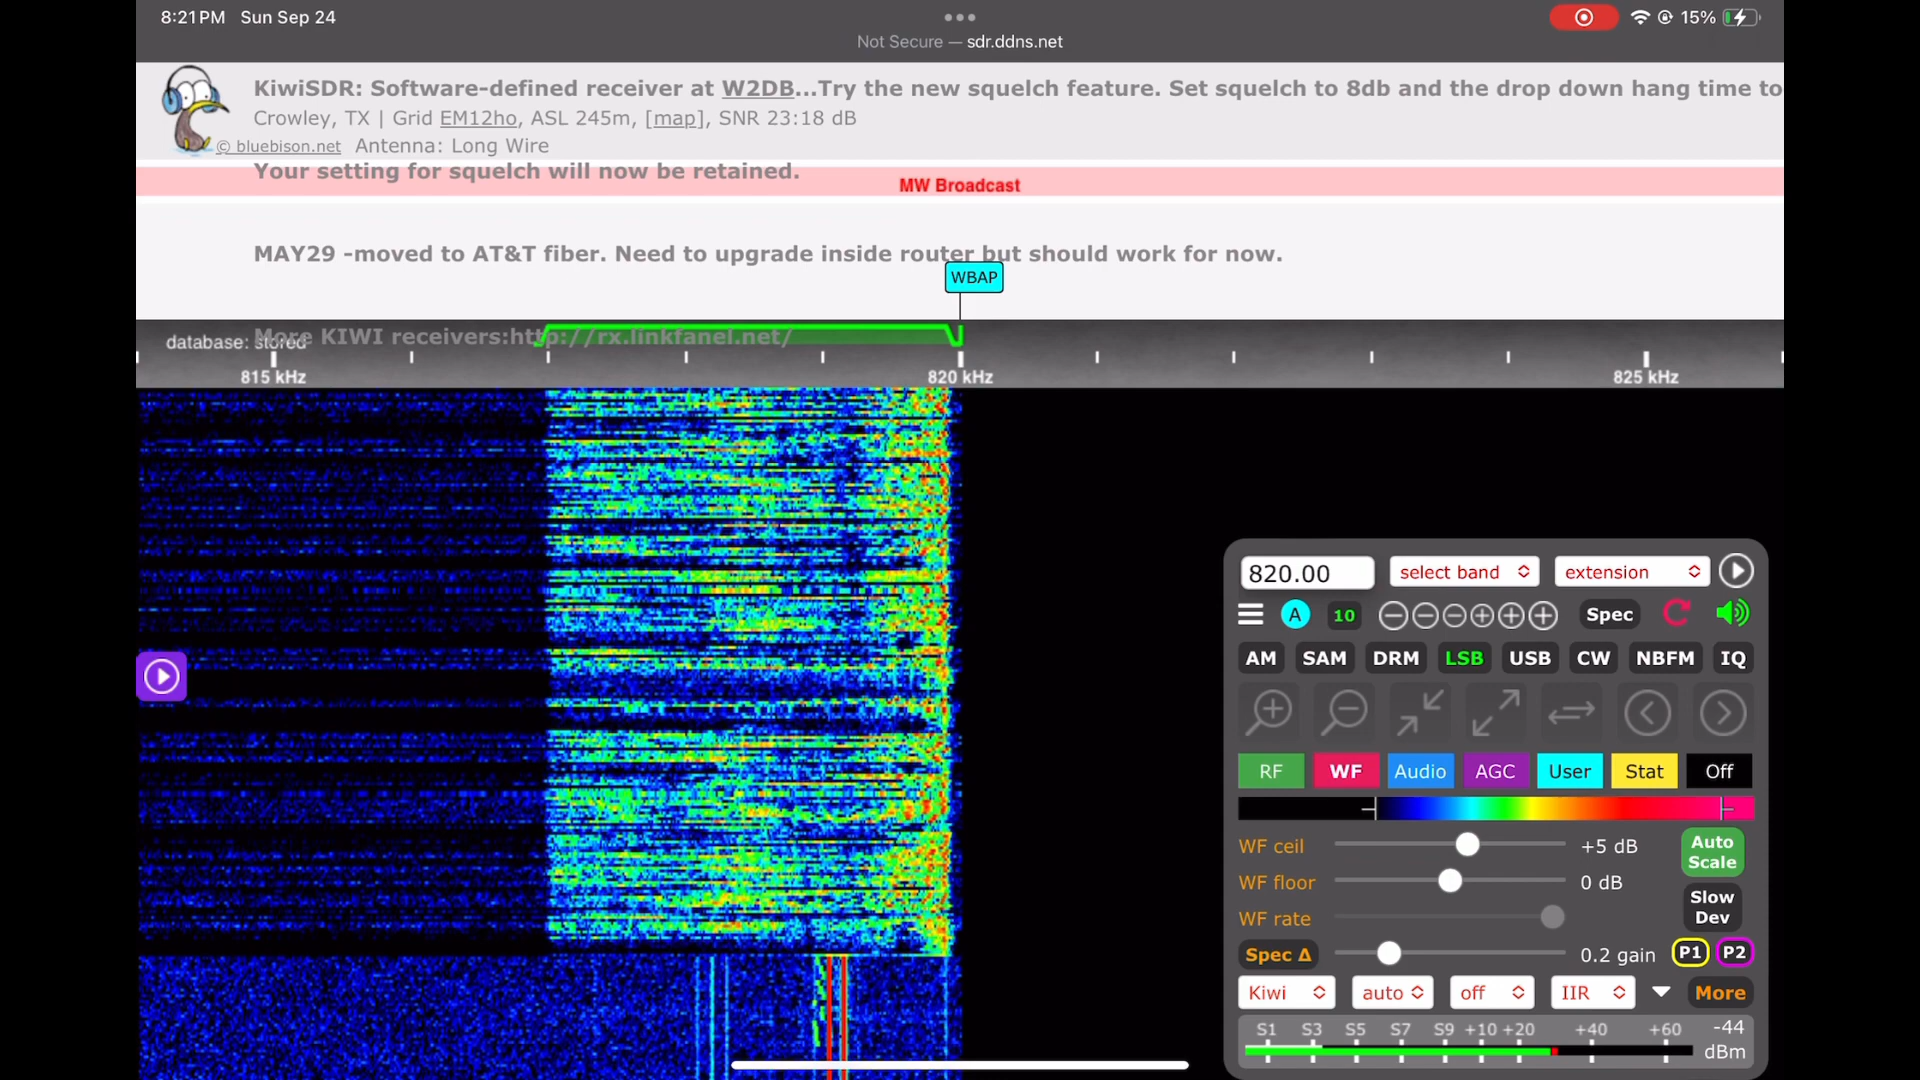 8:21 PM Sun Sep 24
15%
Not Secure — sdr.ddns.net
KiwiSDR: Software-defined receiver at W2DB...Try the new squelch feature. Set squelch to 8db and the drop down hang time to
Crowley, TX | Grid EM12ho, ASL 245m, [map], SNR 23:18 dB
© bluebison.net Antenna: Long Wire
Your setting for squelch will now be retained.
MW Broadcast
MAY29 -moved to AT&T fiber. Need to upgrade inside router but should work for now.
WBAP
More KIWI receivers:http://rx.linkfanel.net/
database: stored
815 kHz 820 kHz 825 kHz
820.00 select band extension
A 10 Spec
AM SAM DRM LSB USB CW NBFM IQ
RF WF Audio AGC User Stat Off
WF ceil +5 dB Auto Scale
WF floor 0 dB
WF rate Slow Dev
Spec Δ 0.2 gain P1 P2
Kiwi auto off IIR More
S1 S3 S5 S7 S9 +10 +20 +40 +60 -44 dBm